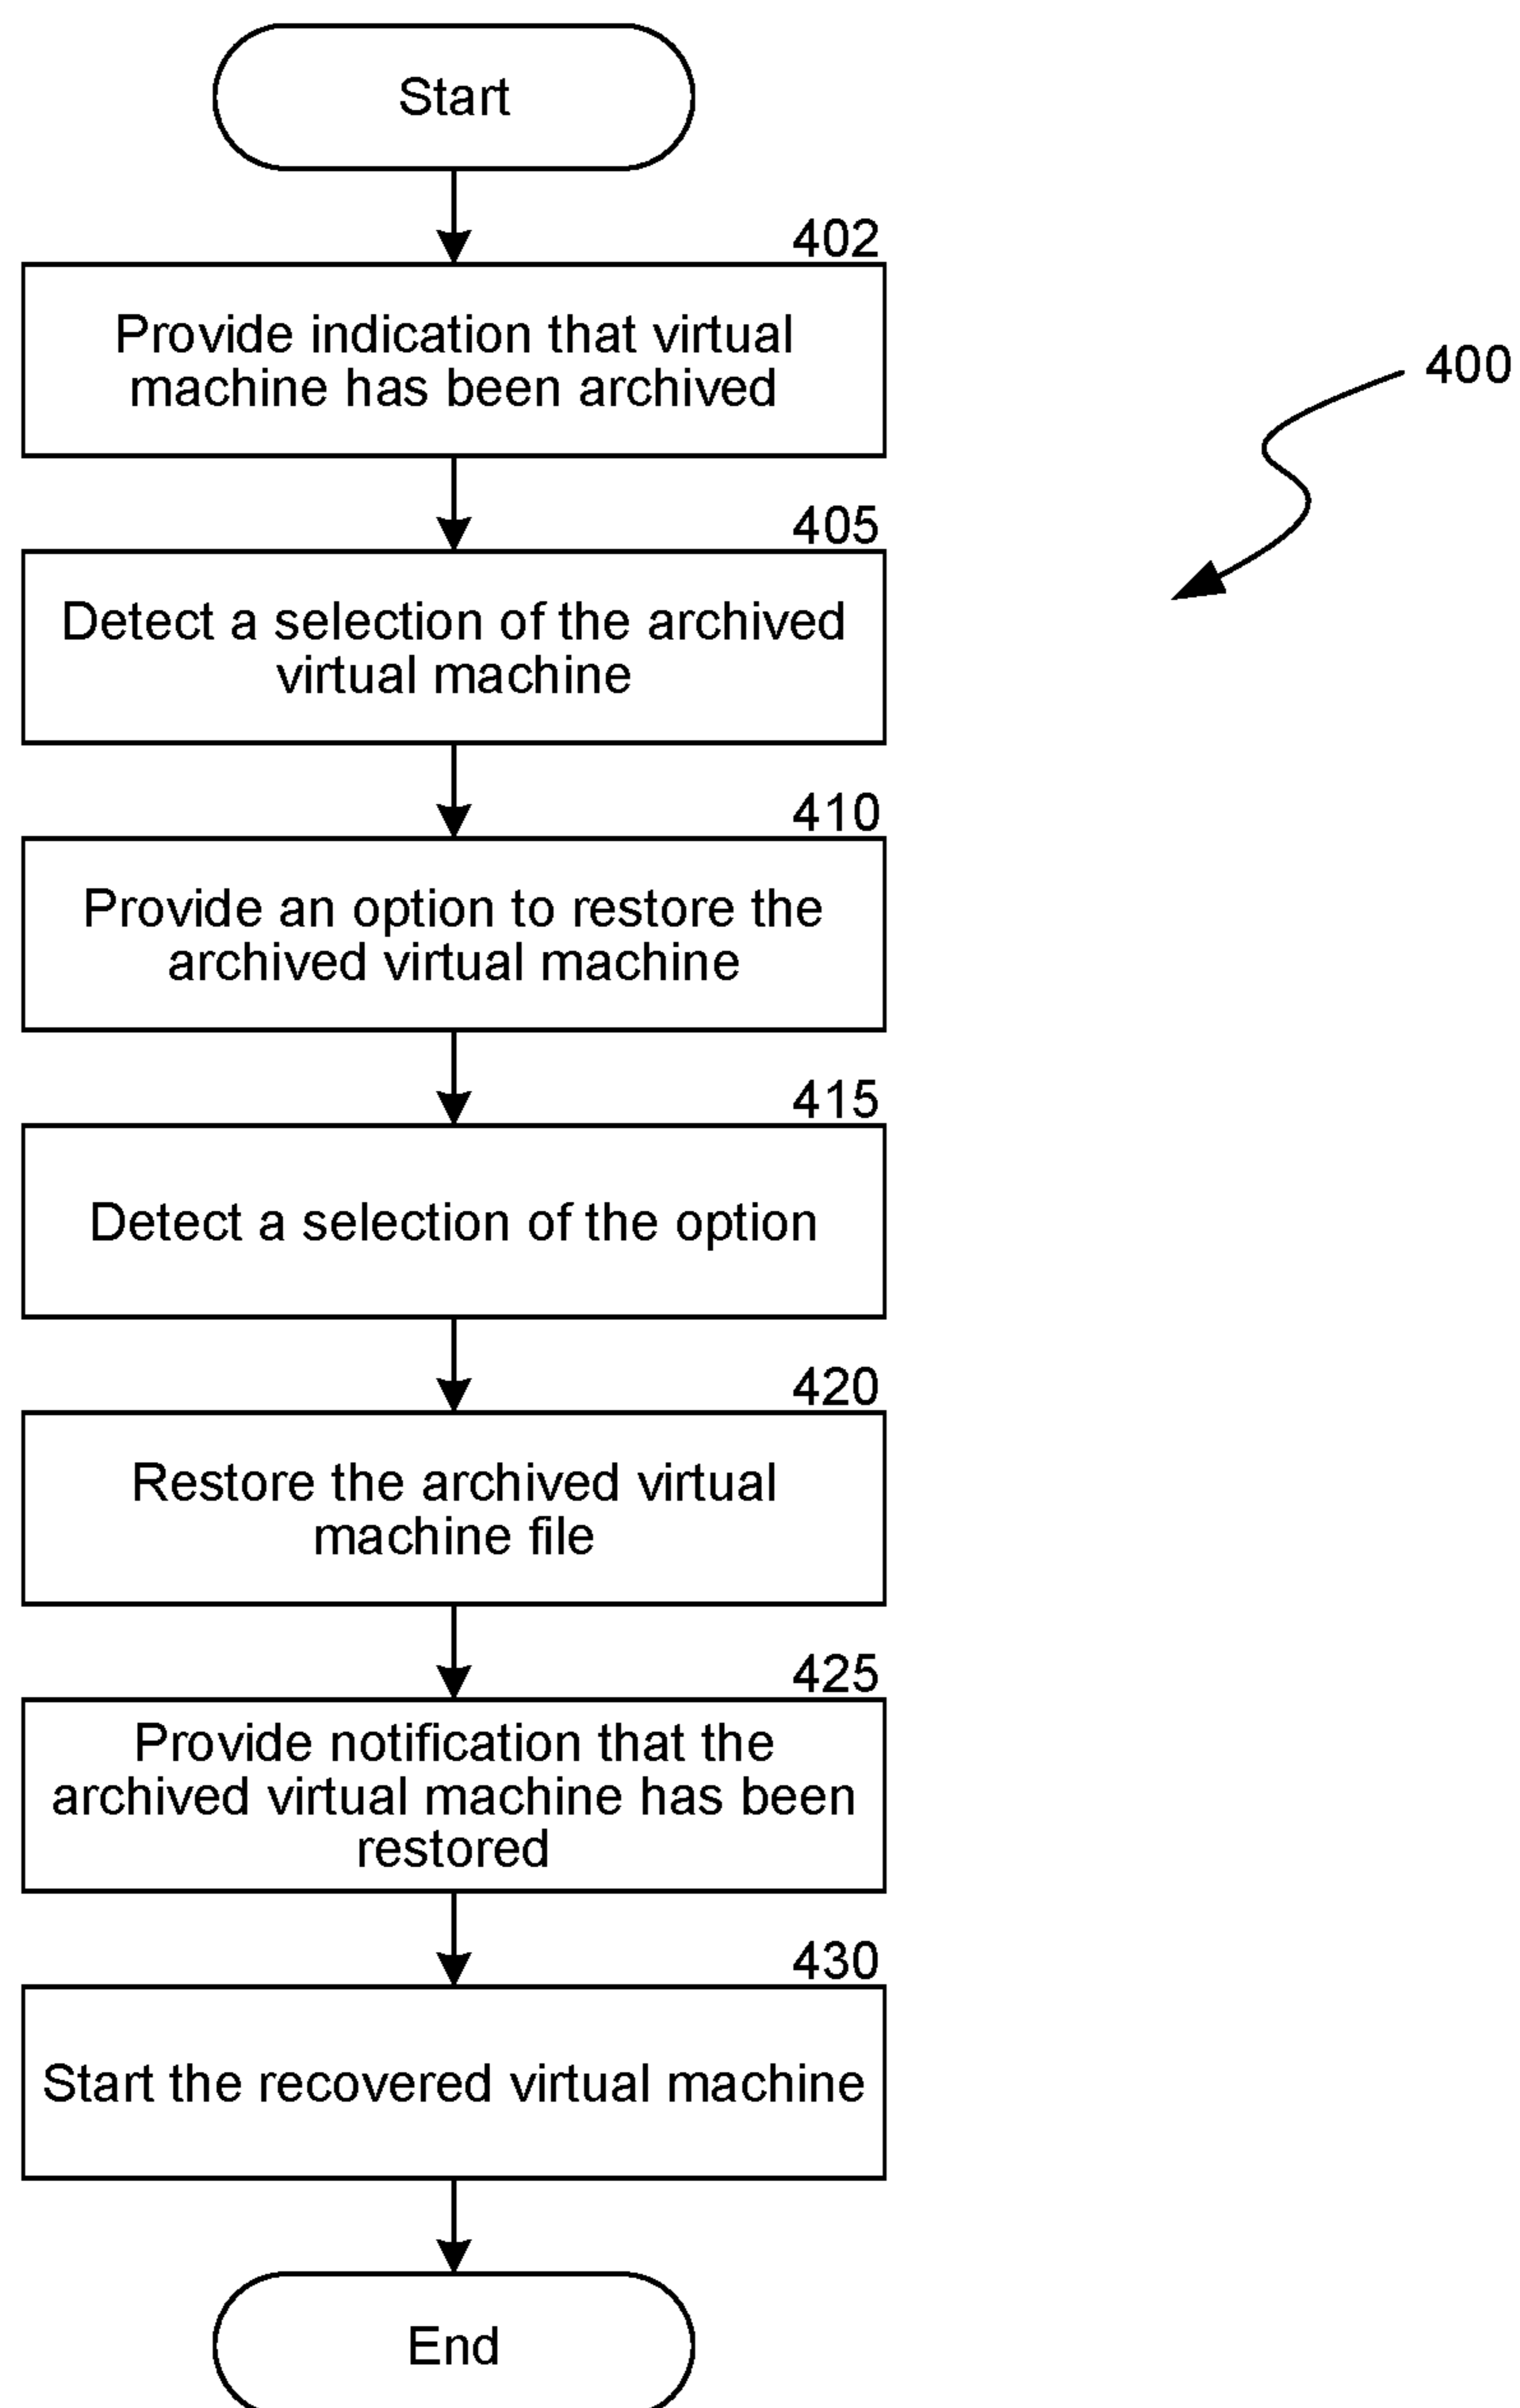 Start
402
Provide indication that virtual
machine has been archived
400
405
Detect a selection of the archived
virtual machine
410
Provide an option to restore the
archived virtual machine
415
Detect a selection of the option
420
Restore the archived virtual
machine file
425
Provide notification that the
archived virtual machine has been
restored
430
Start the recovered virtual machine
End